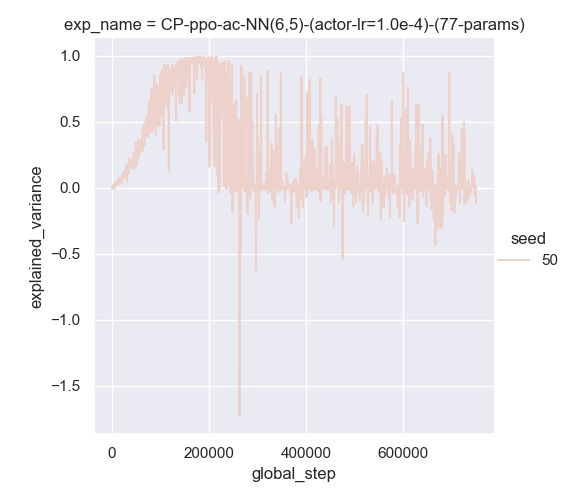 exp_name = CP-ppo-ac-NN(6,5)-(actor-lr=1.0e-4)-(77-params)
1.0
0.5
0.0
−0.5
−1.0
−1.5
explained_variance
0
200000
400000
600000
global_step
seed
50